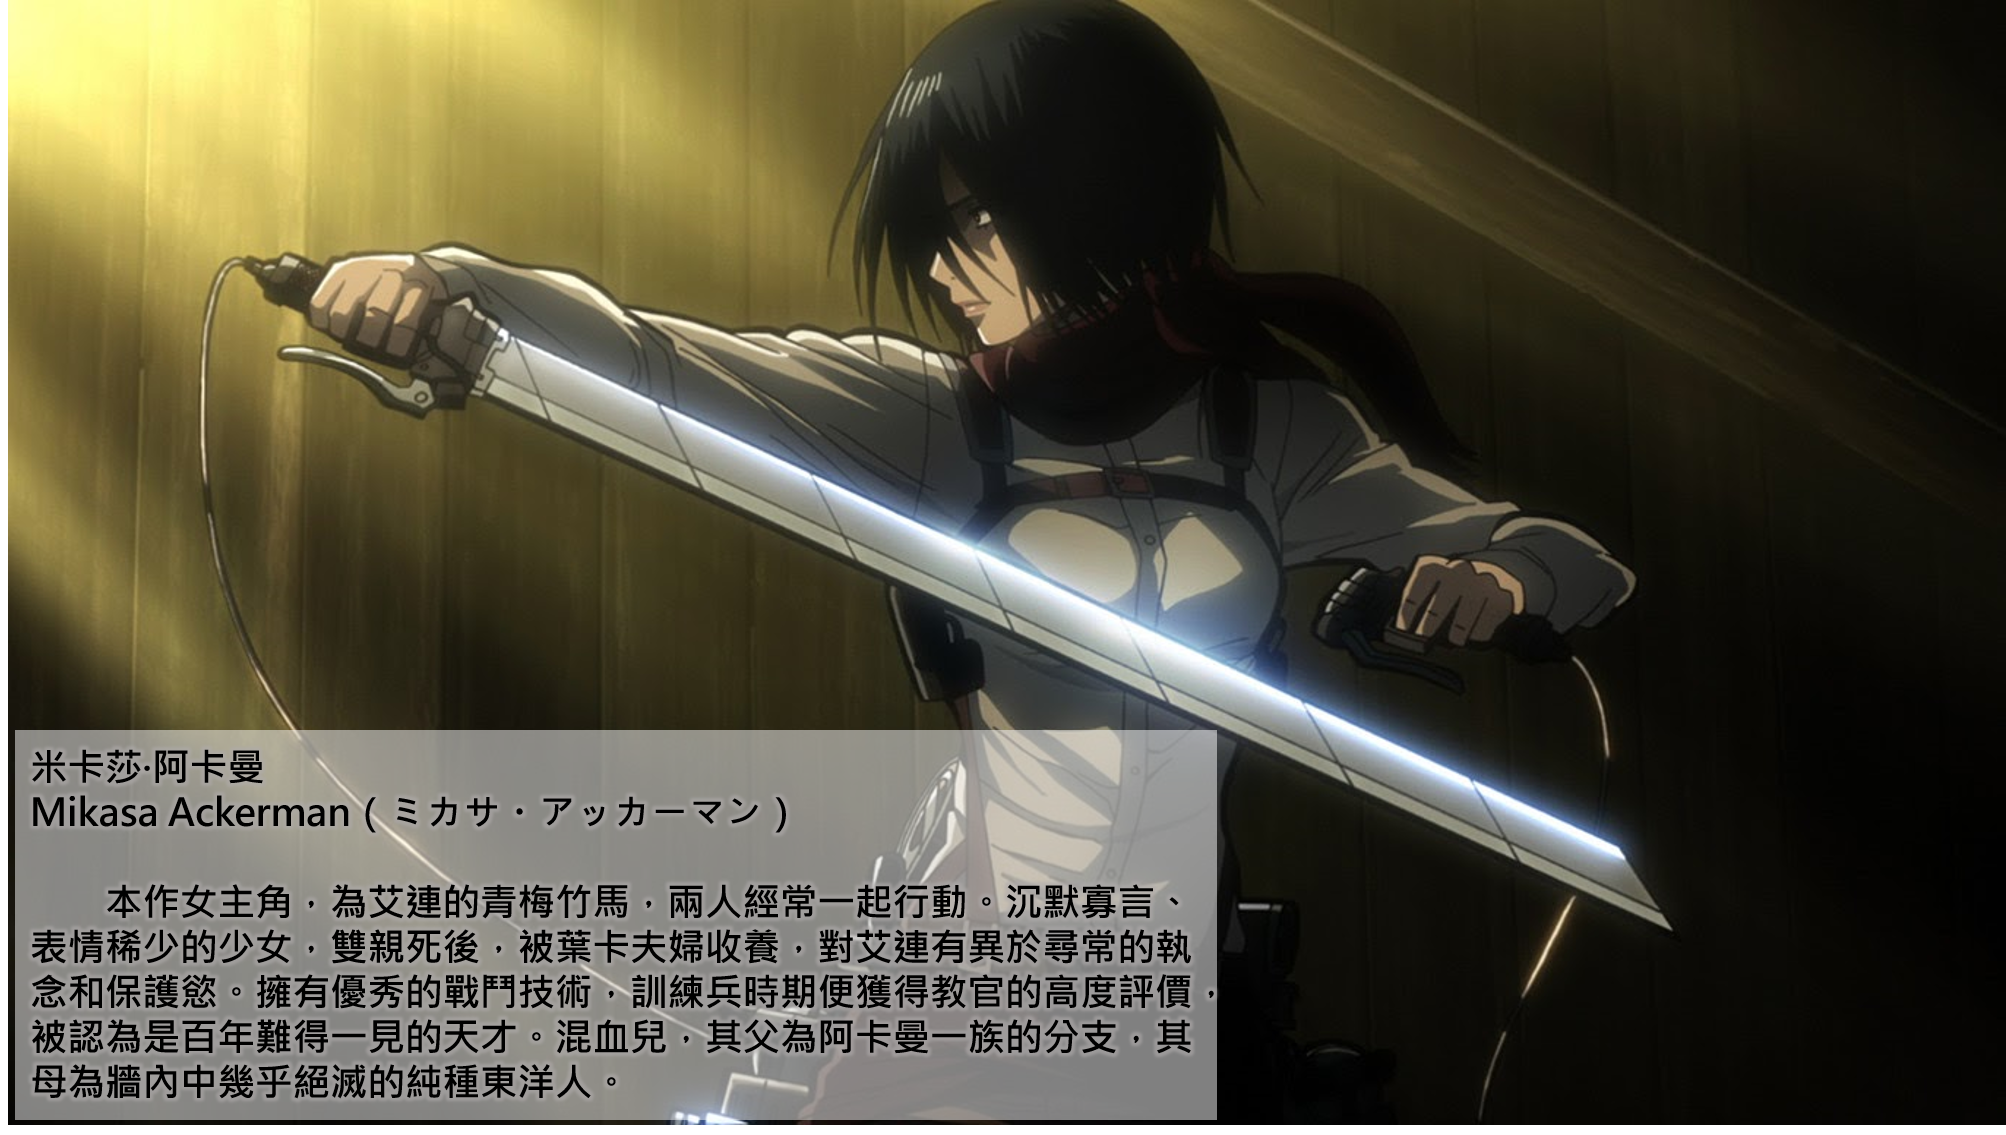 米卡莎·阿卡曼
Mikasa Ackerman（ミカサ・アッカーマン）
本作女主角，為艾連的青梅竹馬，兩人經常一起行動。沉默寡言、
表情稀少的少女，雙親死後，被葉卡夫婦收養，對艾連有異於尋常的執
念和保護慾。擁有優秀的戰鬥技術，訓練兵時期便獲得教官的高度評價，
被認為是百年難得一見的天才。混血兒，其父為阿卡曼一族的分支，其
母為牆內中幾乎絕滅的純種東洋人。